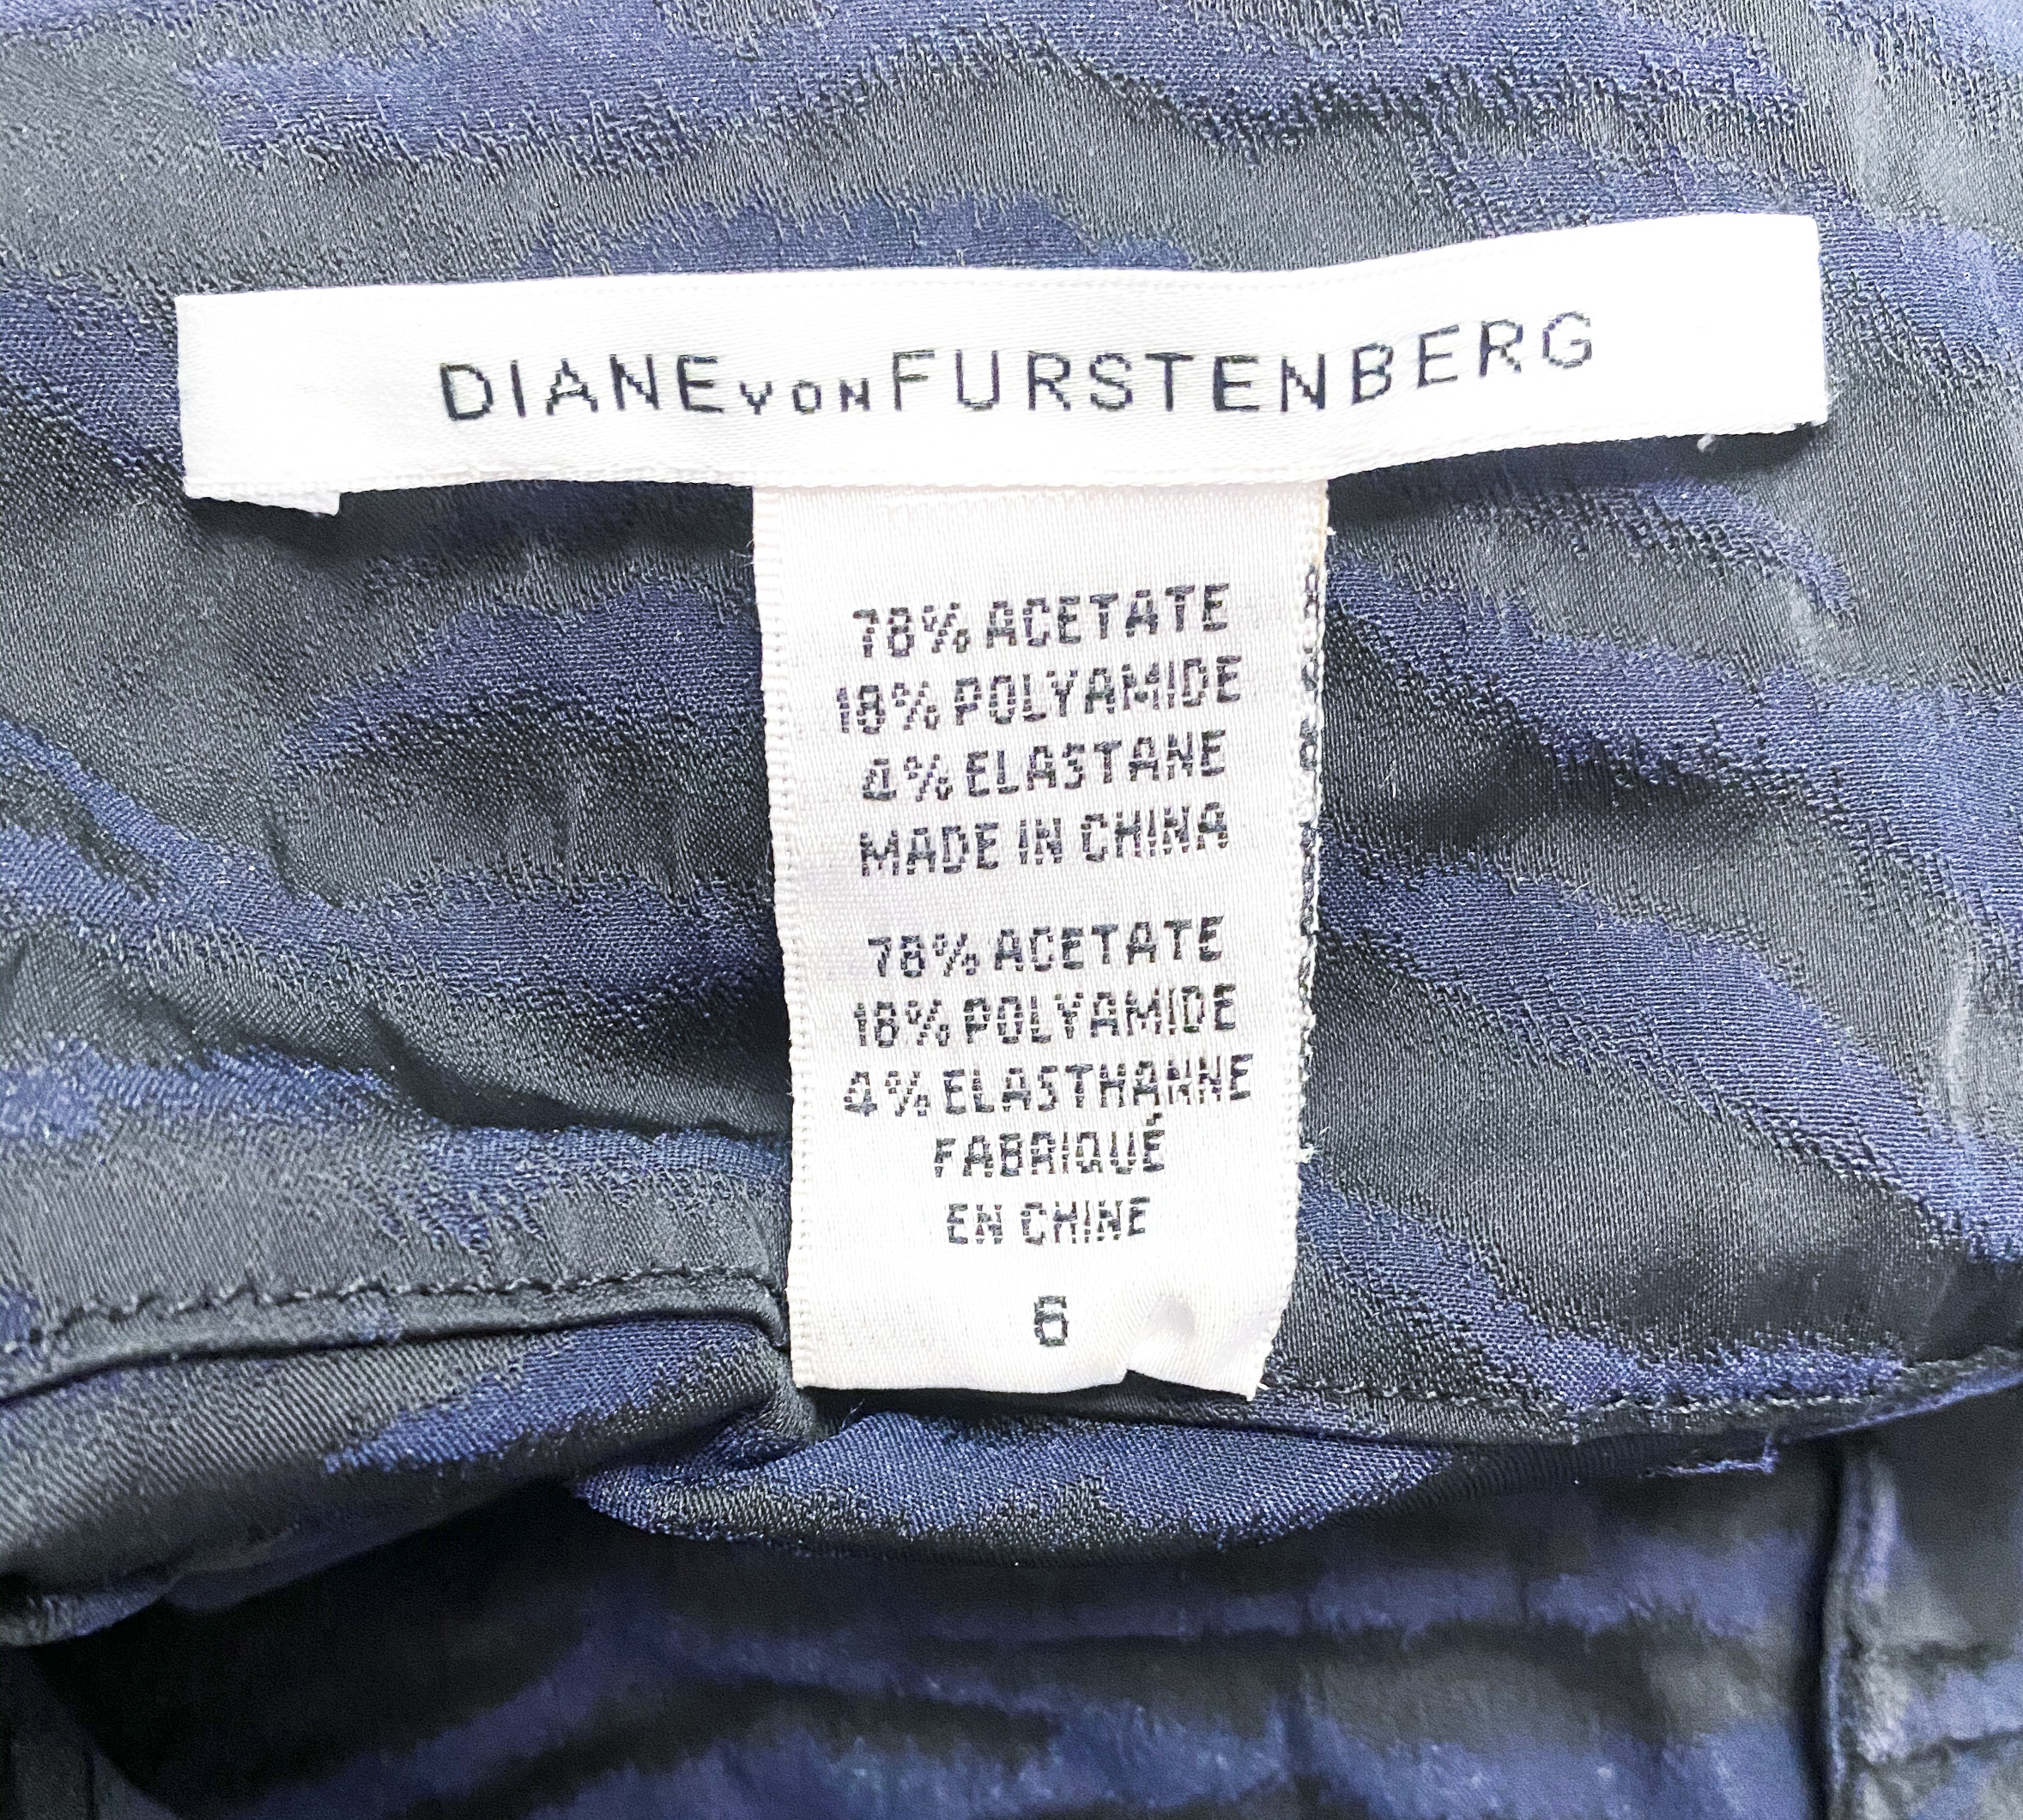 DIANE VON FURSTENBERG
78% ACETATE
18% POLYAMIDE
4% ELASTANE
MADE IN CHINA
78% ACETATE
18% POLYAMIDE
4% ELASTHANNE
FABRIQUÉ
EN CHINE
6